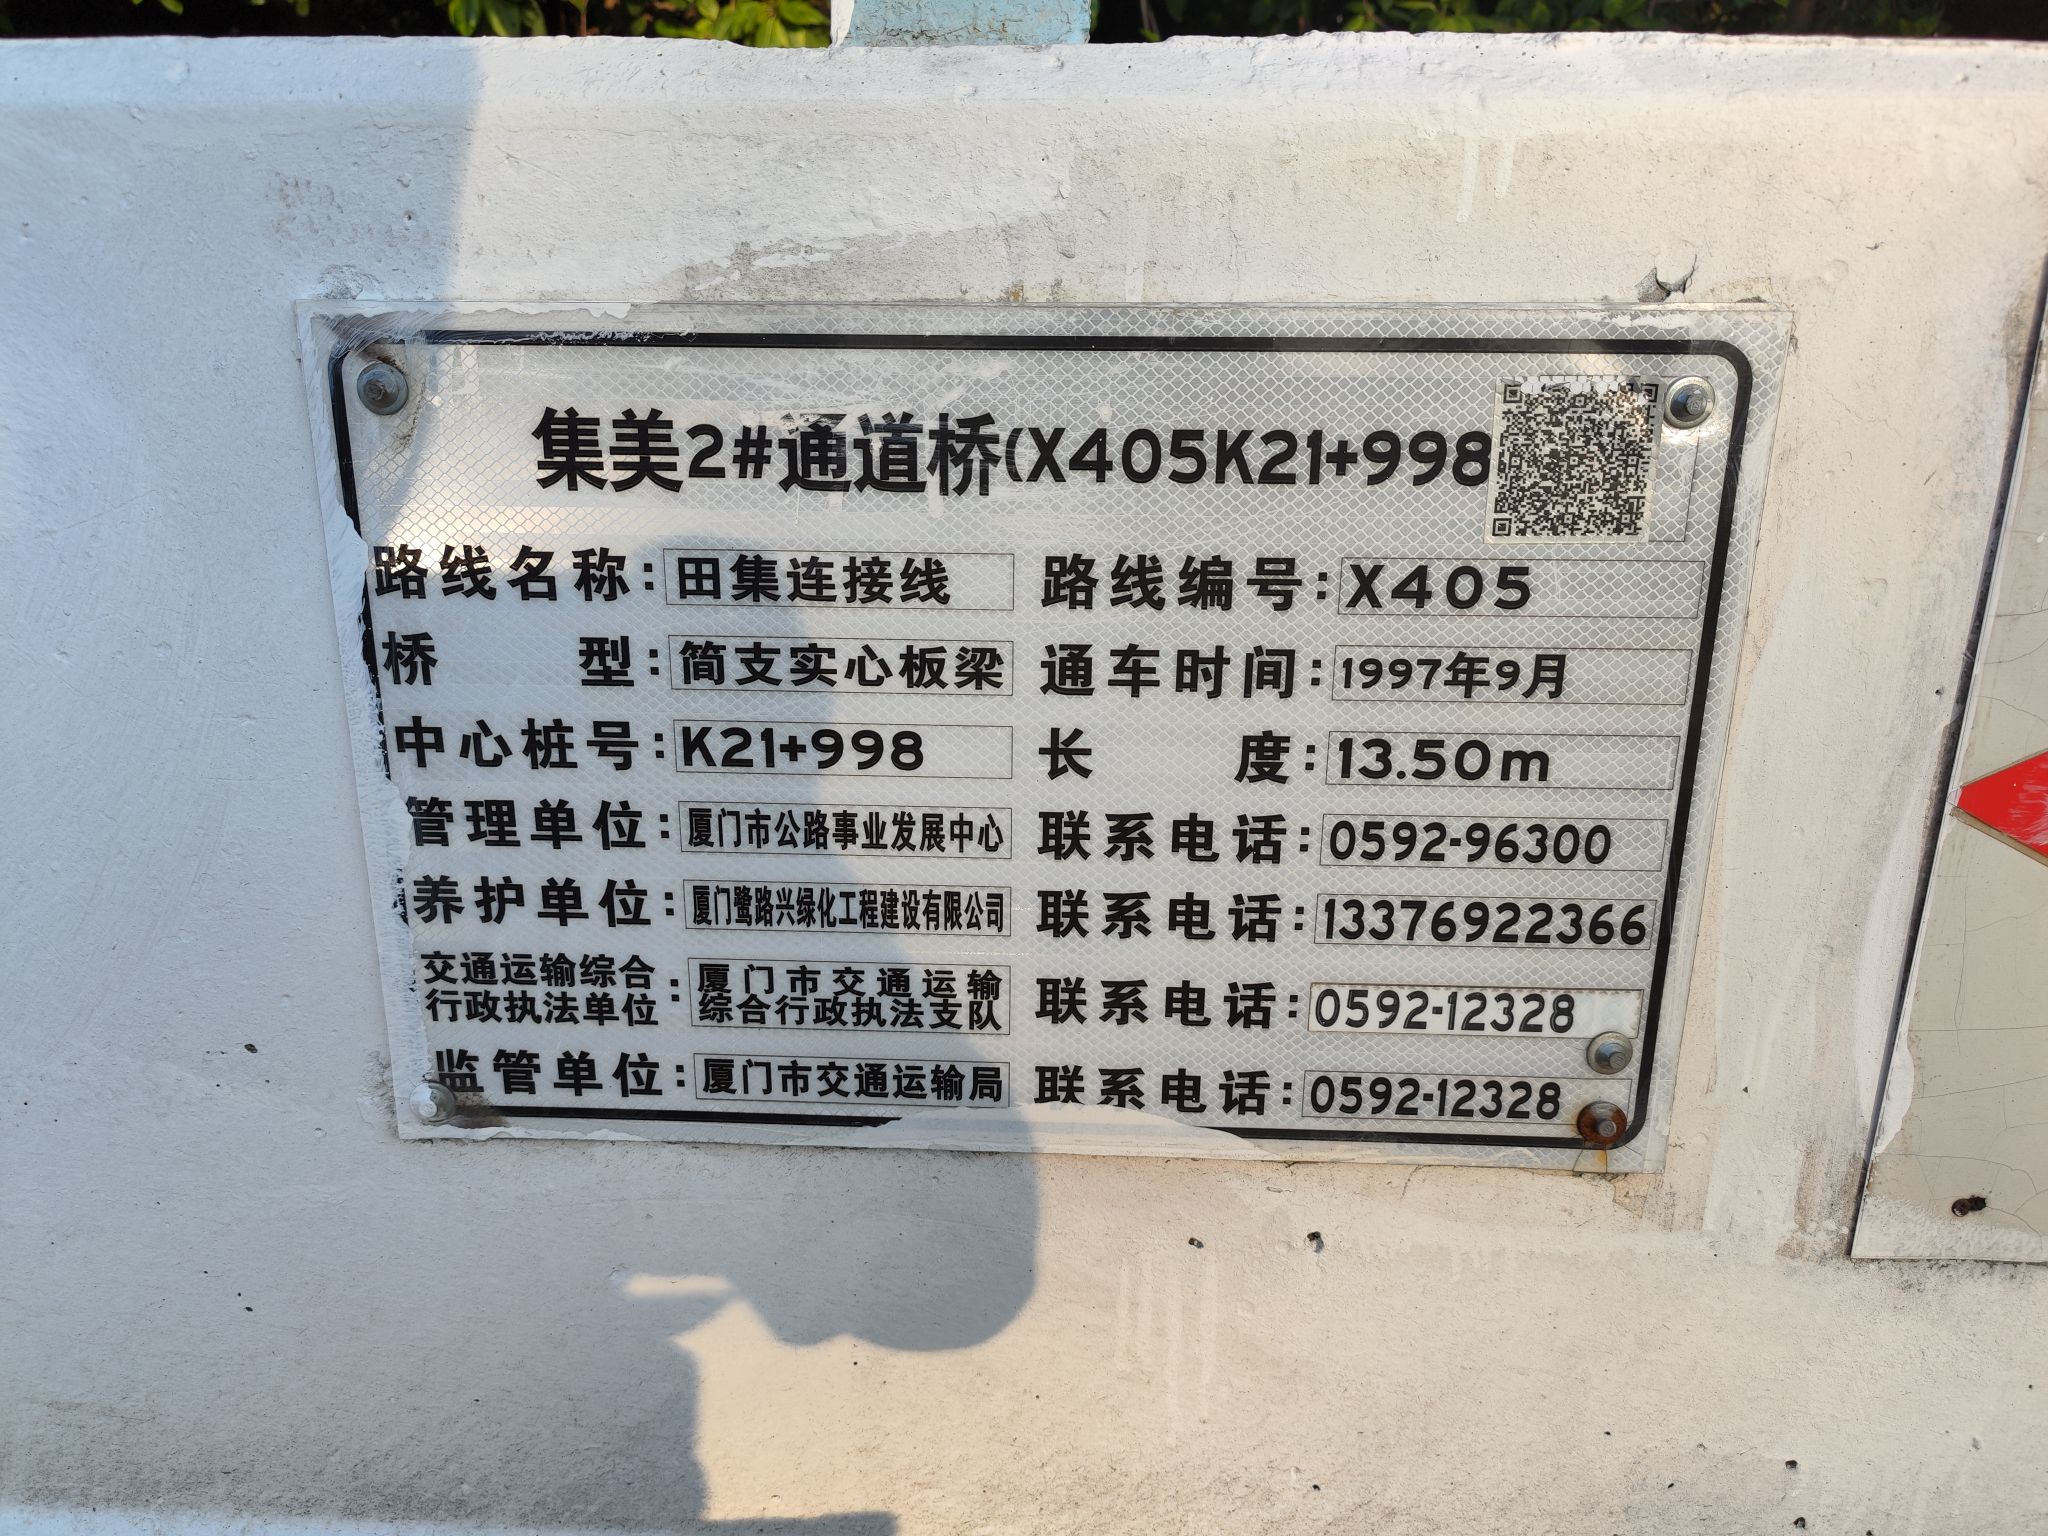 集美2#通道桥(X405K21+998
路线名称:田集连接线 路线编号:X405
桥型:简支实心板梁 通车时间:1997年9月
中心桩号:K21+998 长度:13.50m
管理单位:厦门市公路事业发展中心 联系电话:0592-96300
养护单位:厦门鹭路兴绿化工程建设有限公司 联系电话:13376922366
交通运输综合行政执法单位:厦门市交通运输综合行政执法支队 联系电话:0592-12328
监管单位:厦门市交通运输局 联系电话:0592-12328